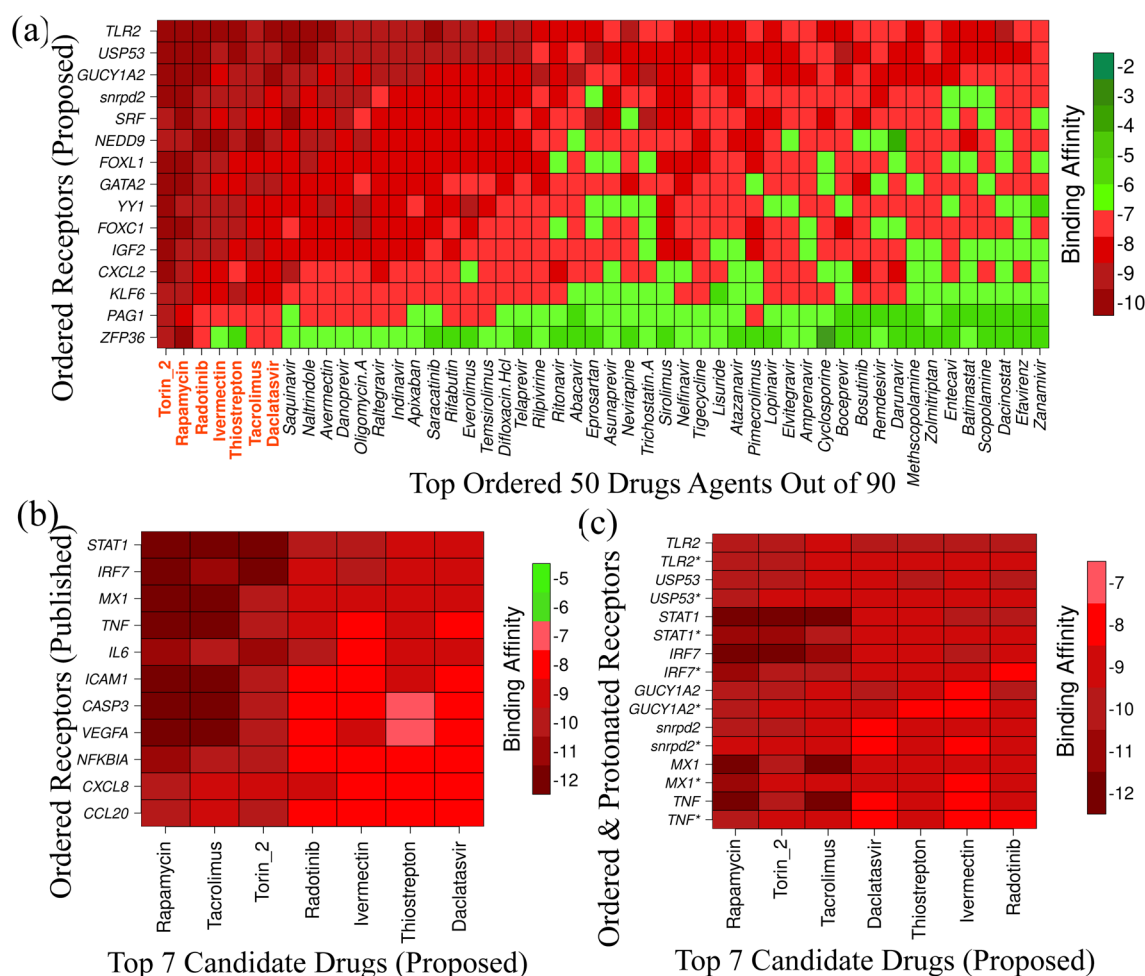 (a)
Ordered Receptors (Proposed)
TLR2
USP53
GUCY1A2
snrpd2
SRF
NEDD9
FOXL1
GATA2
YY1
FOXC1
IGF2
CXCL2
KLF6
PAG1
ZFP36
Torin_2
Rapamycin
Radotinib
Ivermectin
Thiostrepton
Tacrolimus
Daclatasvir
Saquinavir
Naltrindole
Avermectin
Danoprevir
Oligomycin.A
Raltegravir
Indinavir
Apixaban
Saracatinib
Rifabutin
Everolimus
Temsirolimus
Difloxacin.Hcl
Telaprevir
Rilpivirine
Ritonavir
Abacavir
Eprosartan
Asunaprevir
Nevirapine
Trichostatin.A
Sirolimus
Nelfinavir
Tigecycline
Lisuride
Atazanavir
Pimecrolimus
Lopinavir
Elvitegravir
Amprenavir
Cyclosporine
Boceprevir
Bosutinib
Remdesivir
Darunavir
Methscopolamine
Zolmitriptan
Entecavi
Batimastat
Scopolamine
Dacinostat
Efavirenz
Zanamivir
Top Ordered 50 Drugs Agents Out of 90
Binding Affinity
-2
-3
-4
-5
-6
-7
-8
-9
-10
(b)
Ordered Receptors (Published)
STAT1
IRF7
MX1
TNF
IL6
ICAM1
CASP3
VEGFA
NFKBIA
CXCL8
CCL20
Rapamycin
Tacrolimus
Torin_2
Radotinib
Ivermectin
Thiostrepton
Daclatasvir
Top 7 Candidate Drugs (Proposed)
Binding Affinity
-5
-6
-7
-8
-9
-10
-11
-12
(c)
Ordered & Protonated Receptors
TLR2
TLR2*
USP53
USP53*
STAT1
STAT1*
IRF7
IRF7*
GUCY1A2
GUCY1A2*
snrpd2
snrpd2*
MX1
MX1*
TNF
TNF*
Rapamycin
Torin_2
Tacrolimus
Daclatasvir
Thiostrepton
Ivermectin
Radotinib
Top 7 Candidate Drugs (Proposed)
Binding Affinity
-7
-8
-9
-10
-11
-12